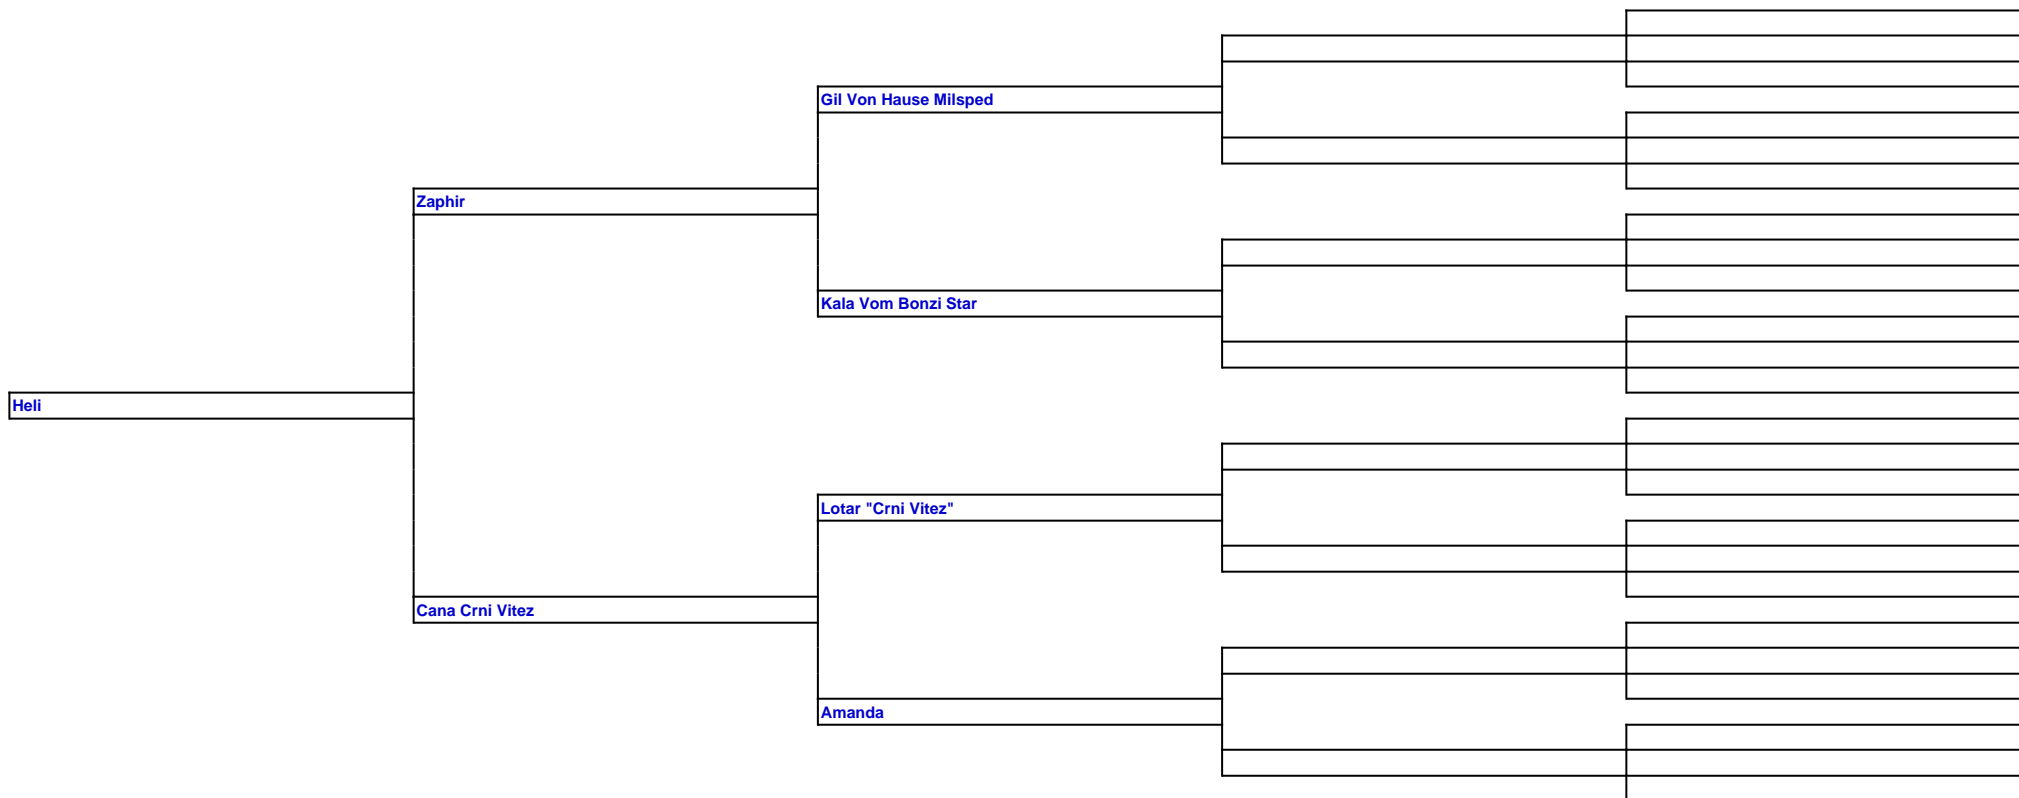 Gil Von Hause Milsped
Zaphir
Kala Vom Bonzi Star
Heli
Lotar "Crni Vitez"
Cana Crni Vitez
Amanda